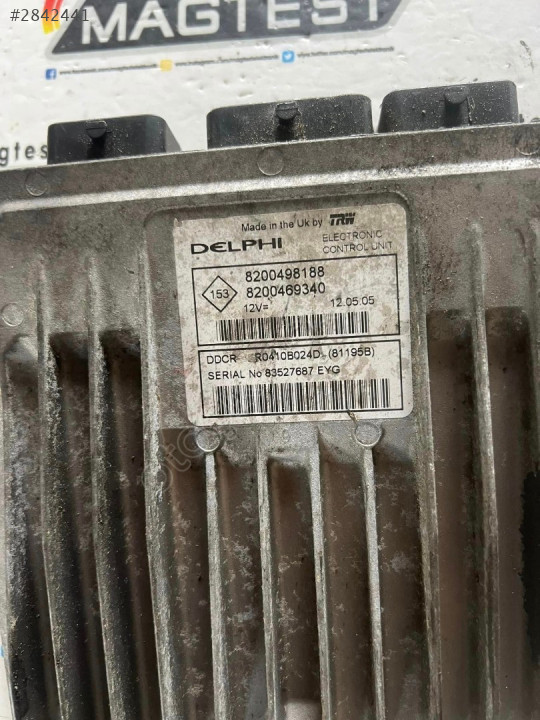 #2842441
MAGTEST
agtest
Made in the Uk by TRW
DELPHI
ELECTRONIC
CONTROL UNIT
153
8200498188
8200469340
12V=
12.05.05
DDCR R0410B024D (81195B)
SERIAL No 83527687 EYG